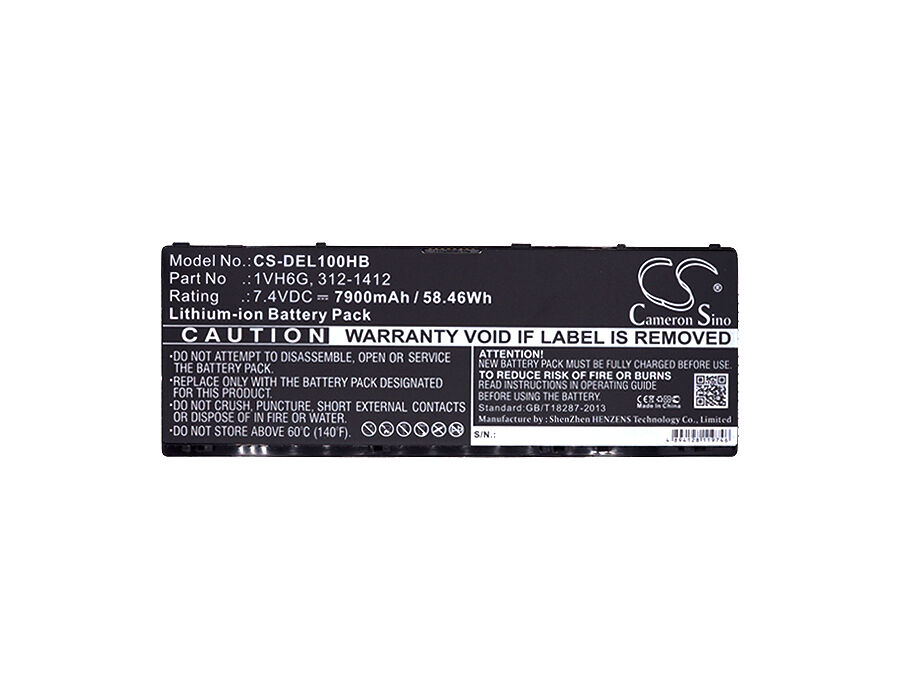 Model No.:CS-DEL100HB
Part No :1VH6G, 312-1412
Rating :7.4VDC ⎓ 7900mAh / 58.46Wh
Lithium-ion Battery Pack
CS
Cameron Sino
CAUTION WARRANTY VOID IF LABEL IS REMOVED
•DO NOT ATTEMPT TO DISSEMBLE, OPEN OR SERVICE
THE BATTERY PACK.
•REPLACE ONLY WITH THE BATTERY PACK DESIGNATED
FOR THIS PRODUCT.
•DO NOT CRUSH, PUNCTURE, SHORT EXTERNAL CONTACTS
OR DISPOSE OF IN FIRE OR WATER.
•DO NOT STORE ABOVE 60°C (140°F).
ATTENTION!
NEW BATTERY PACK MUST BE FULLY CHARGED BEFORE USE.
TO REDUCE RISK OF FIRE OR BURNS
READ INSTRUCTIONS IN OPERATING GUIDE
BEFORE USING THE BATTERY.
Standard:GB/T18287-2013
Manufacturer by : ShenZhen HENZENS Technology Co., Limited
S/N.:
4894128119746